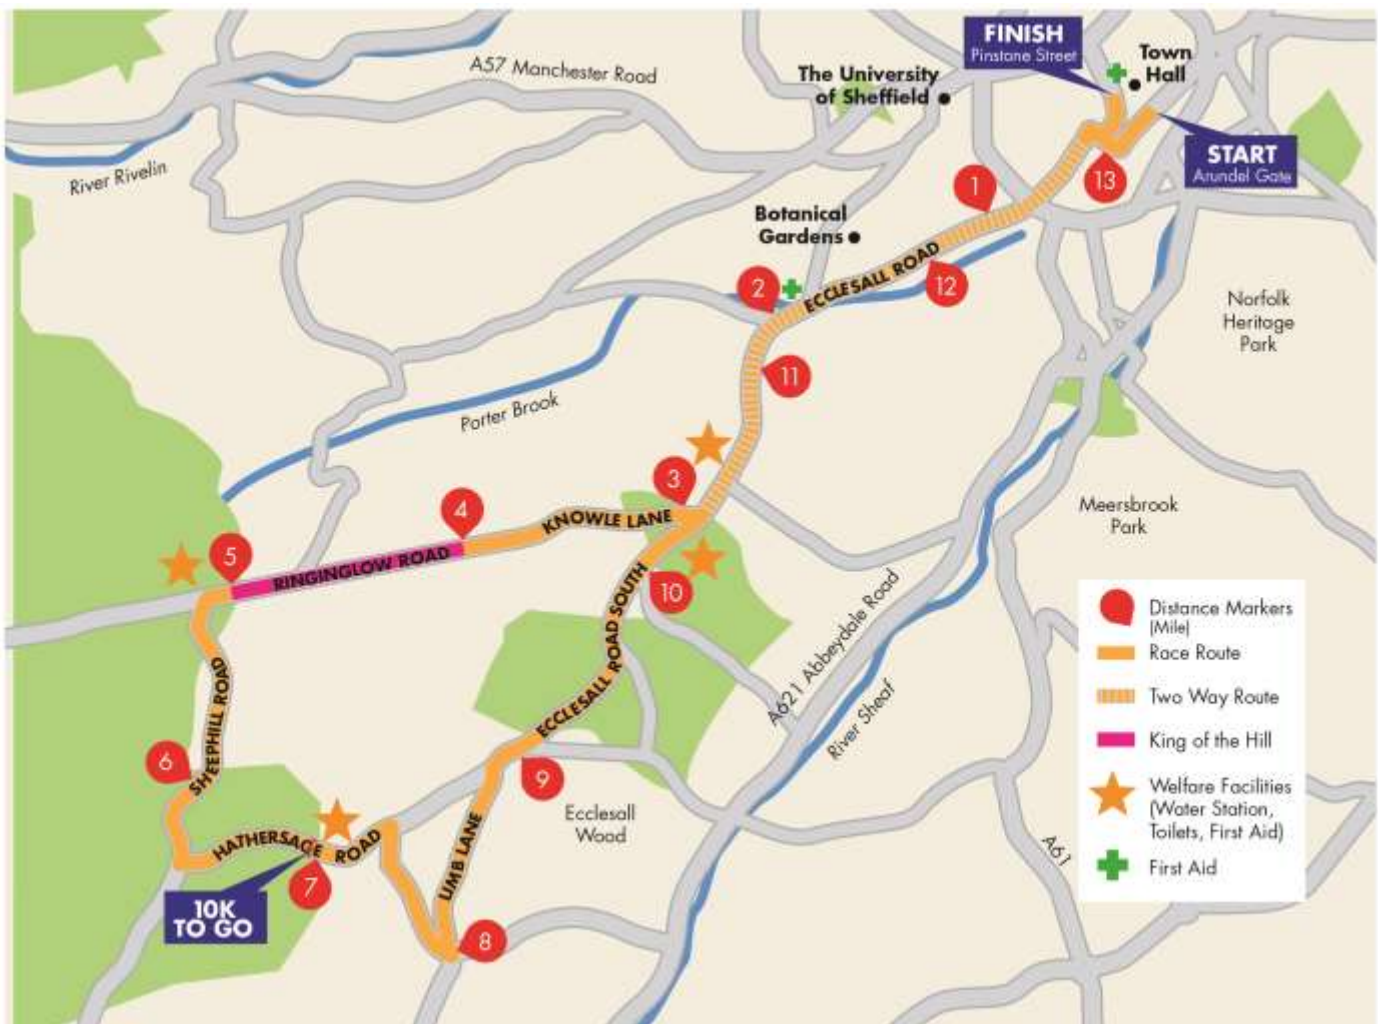 FINISH
Pinstone Street
Town
Hall
A57 Manchester Road
The University
of Sheffield
START
Arundel Gate
River Rivelin
13
1
Botanical
Gardens
ECCLESALL ROAD
2
12
Norfolk
Heritage
Park
11
Porter Brook
3
4
KNOWLE LANE
Meersbrook
Park
5
RINGINGLOW ROAD
10
ECCLESALL ROAD SOUTH
A621 Abbeydale Road
River Sheaf
SHEEPHILL ROAD
6
9
Ecclesall
Wood
HATHERSAGE ROAD
LIMB LANE
7
10K
TO GO
8
A61
Distance Markers
(Mile)
Race Route
Two Way Route
King of the Hill
Welfare Facilities
(Water Station,
Toilets, First Aid)
First Aid